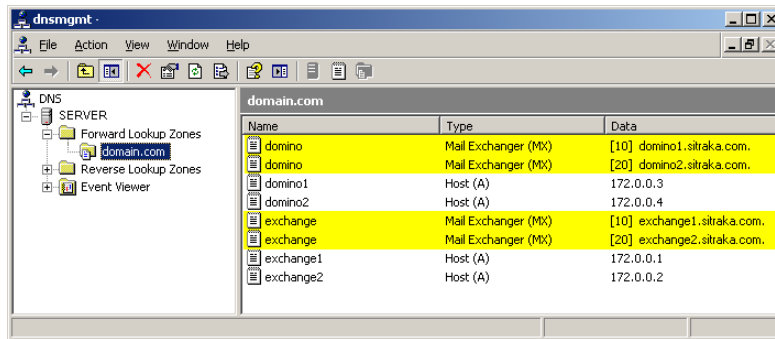 dnsmgmt -
File Action View Window Help
DNS
SERVER
Forward Lookup Zones
domain.com
Reverse Lookup Zones
Event Viewer
domain.com
Name Type Data
domino Mail Exchanger (MX) [10] domino1.sitraka.com.
domino Mail Exchanger (MX) [20] domino2.sitraka.com.
domino1 Host (A) 172.0.0.3
domino2 Host (A) 172.0.0.4
exchange Mail Exchanger (MX) [10] exchange1.sitraka.com.
exchange Mail Exchanger (MX) [20] exchange2.sitraka.com.
exchange1 Host (A) 172.0.0.1
exchange2 Host (A) 172.0.0.2